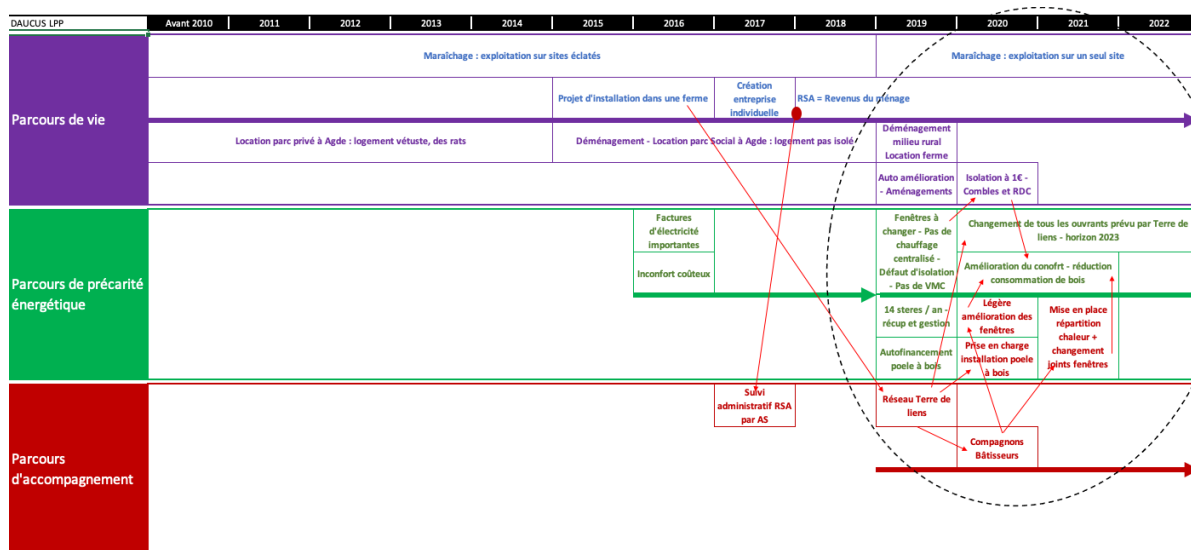 DAUCUS LPP
Avant 2010 2011 2012 2013 2014 2015 2016 2017 2018 2019 2020 2021 2022
Parcours de vie
Maraîchage : exploitation sur sites éclatés
Maraîchage : exploitation sur un seul site
Projet d'installation dans une ferme
Création
entreprise
individuelle
RSA = Revenus du ménage
Location parc privé à Agde : logement vétuste, des rats
Déménagement - Location parc Social à Agde : logement pas isolé
Déménagement
milieu rural
Location ferme
Auto amélioration
- Aménagements
Isolation à 1€ -
Combles et RDC
Parcours de précarité
énergétique
Factures
d'électricité
importantes
Inconfort coûteux
Fenêtres à
changer - Pas de
chauffage
centralisé -
Défaut d'isolation
- Pas de VMC
Changement de tous les ouvrants prévu par Terre de
liens - horizon 2023
Amélioration du conofrt - réduction
consommation de bois
14 steres / an -
récup et gestion
Légère
amélioration des
fenêtres
Mise en place
répartition
chaleur +
changement
joints fenêtres
Autofinancement
poele à bois
Prise en charge
installation poele
à bois
Parcours
d'accompagnement
Suivi
administratif RSA
par AS
Réseau Terre de
liens
Compagnons
Bâtisseurs